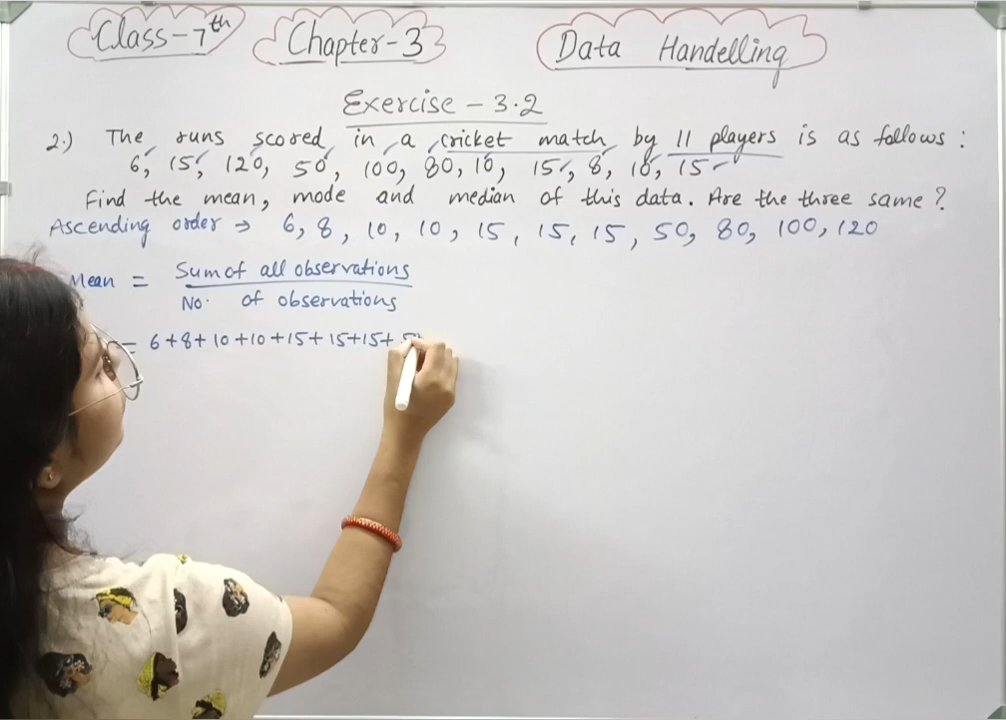 Class-7th Chapter-3 Data Handelling
Exercise - 3.2
2.) The runs scored in a cricket match by 11 players is as follows :
6, 15, 120, 50, 100, 80, 10, 15, 8, 10, 15
Find the mean, mode and median of this data. Are the three same ?
Ascending order → 6, 8, 10, 10, 15, 15, 15, 50, 80, 100, 120
Mean = Sum of all observations
No. of observations
= 6+8+10+10+15+15+15+